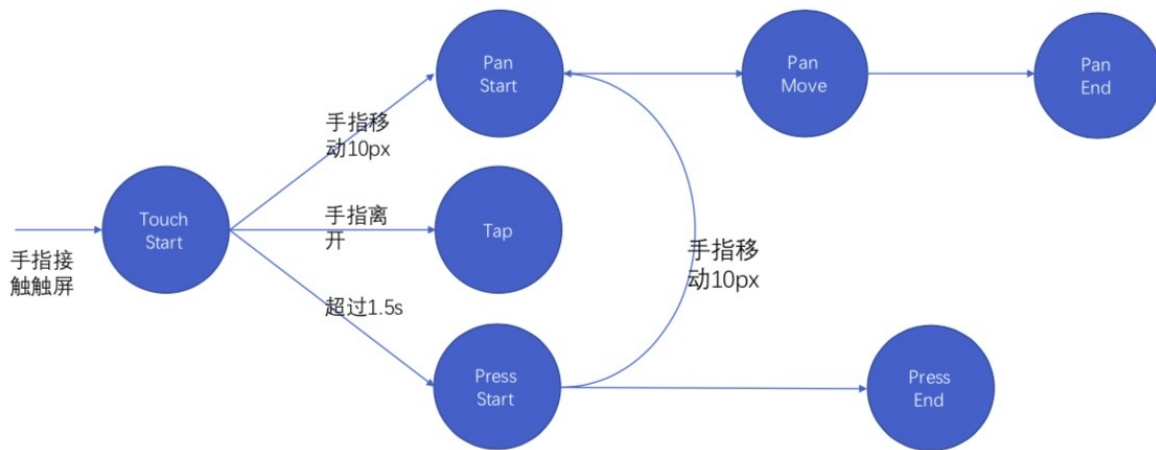 Pan
Start
Pan
Move
Pan
End
手指移
动10px
Touch
Start
手指离
开
Tap
手指接
触触屏
手指移
动10px
超过1.5s
Press
Start
Press
End